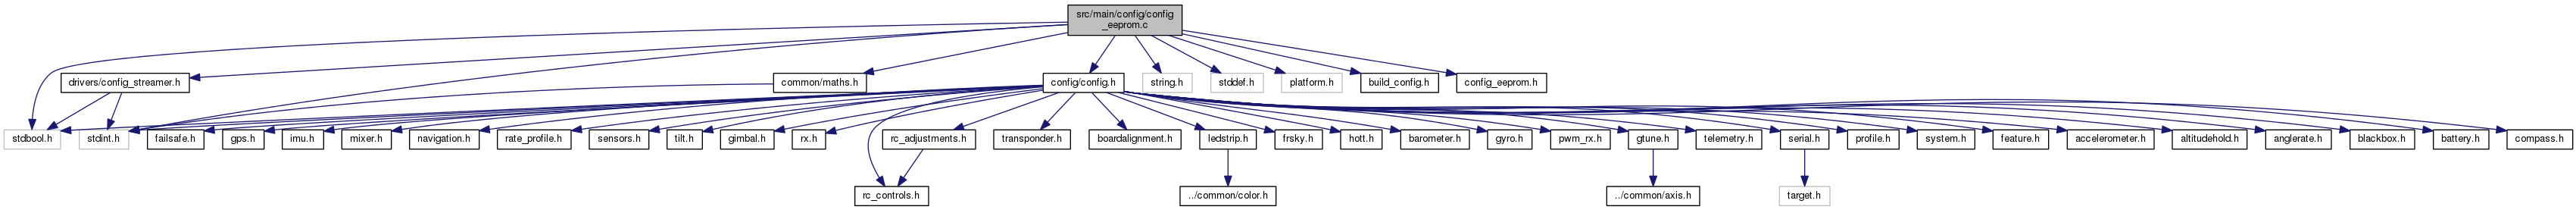 src/main/config/config
_eeprom.c
drivers/config_streamer.h
common/maths.h
config/config.h
string.h
stddef.h
platform.h
build_config.h
config_eeprom.h
stdbool.h
stdint.h
failsafe.h
gps.h
imu.h
mixer.h
navigation.h
rate_profile.h
sensors.h
tilt.h
gimbal.h
rx.h
rc_adjustments.h
transponder.h
boardalignment.h
ledstrip.h
frsky.h
hott.h
barometer.h
gyro.h
pwm_rx.h
gtune.h
telemetry.h
serial.h
profile.h
system.h
feature.h
accelerometer.h
altitudehold.h
anglerate.h
blackbox.h
battery.h
compass.h
rc_controls.h
../common/color.h
../common/axis.h
target.h